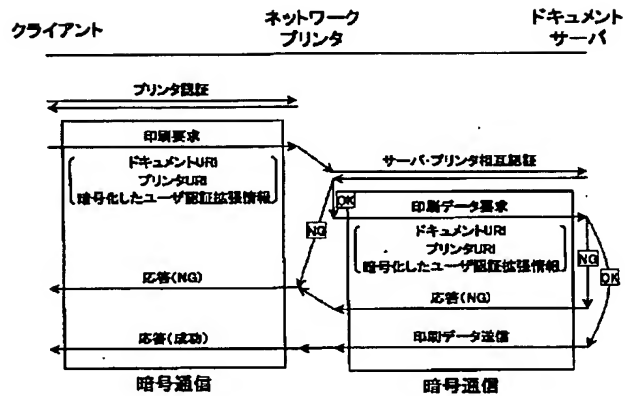 クライアント
ネットワーク
プリンタ
ドキュメント
サーバ
プリンタ認証
印刷要求
ドキュメントURI
プリンタURI
暗号化したユーザ認証拡張情報
サーバ・プリンタ相互認証
OK
NG
印刷データ要求
ドキュメントURI
プリンタURI
暗号化したユーザ認証拡張情報
NG
OK
応答(NG)
応答(NG)
応答(成功)
印刷データ送信
暗号通信
暗号通信